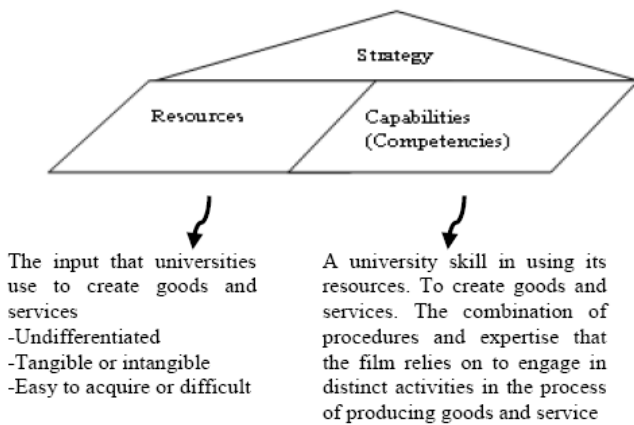 Strategy
Resources
Capabilities
(Competencies)
The input that universities
use to create goods and
services
-Undifferentiated
-Tangible or intangible
-Easy to acquire or difficult
A university skill in using its
resources. To create goods and
services. The combination of
procedures and expertise that
the film relies on to engage in
distinct activities in the process
of producing goods and service